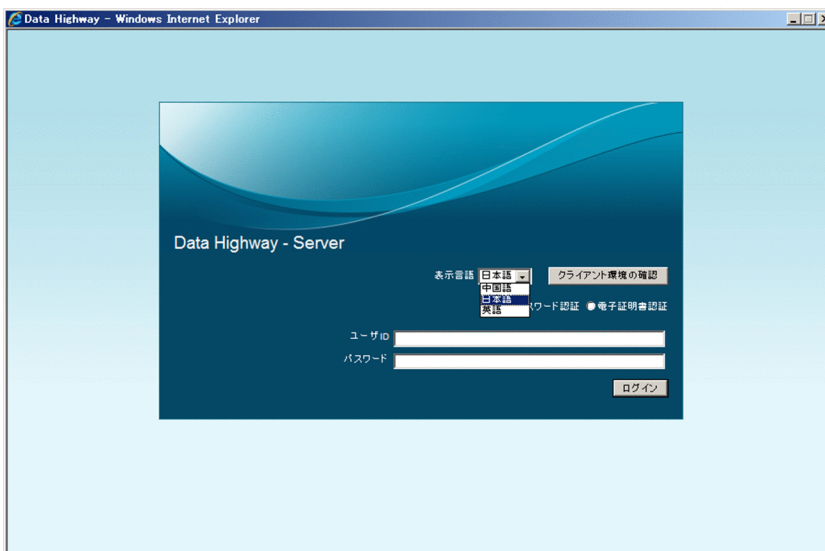 Data Highway - Windows Internet Explorer
Data Highway - Server
表示言語 日本語 クライアント環境の確認
中国語
日本語
英語
ワード認証 電子証明書認証
ユーザID
パスワード
ログイン